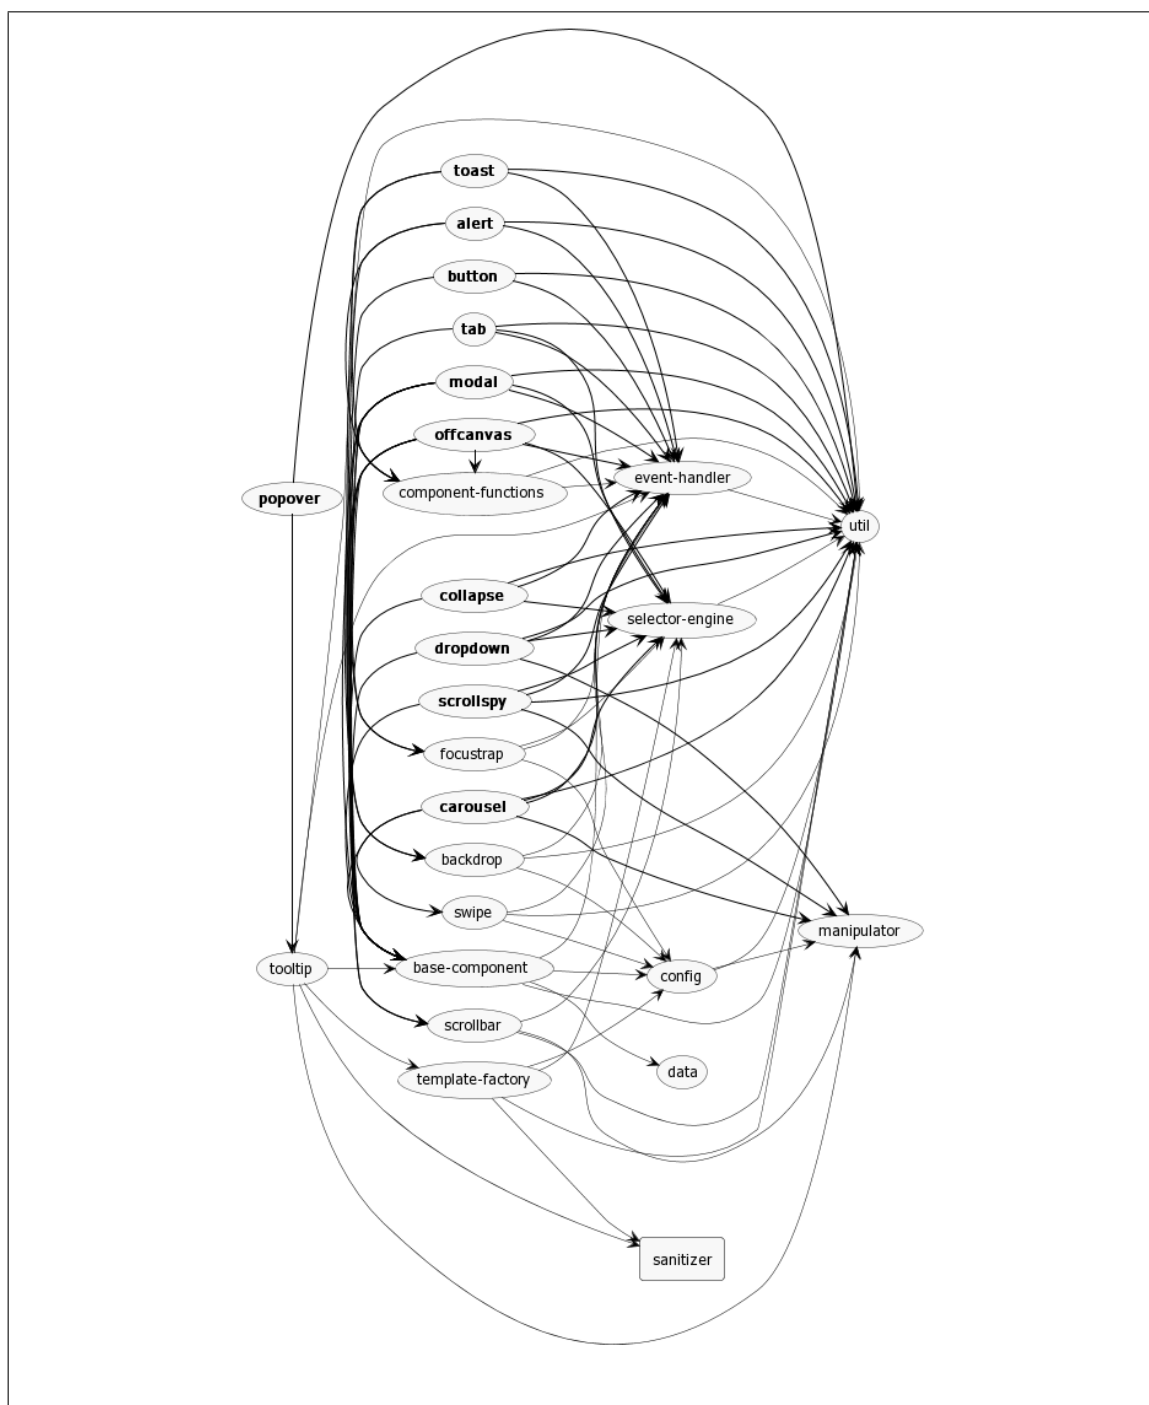 toast
alert
button
tab
modal
offcanvas
event-handler
component-functions
popover
util
collapse
selector-engine
dropdown
scrollspy
focustrap
carousel
backdrop
swipe
manipulator
tooltip
base-component
config
scrollbar
data
template-factory
sanitizer